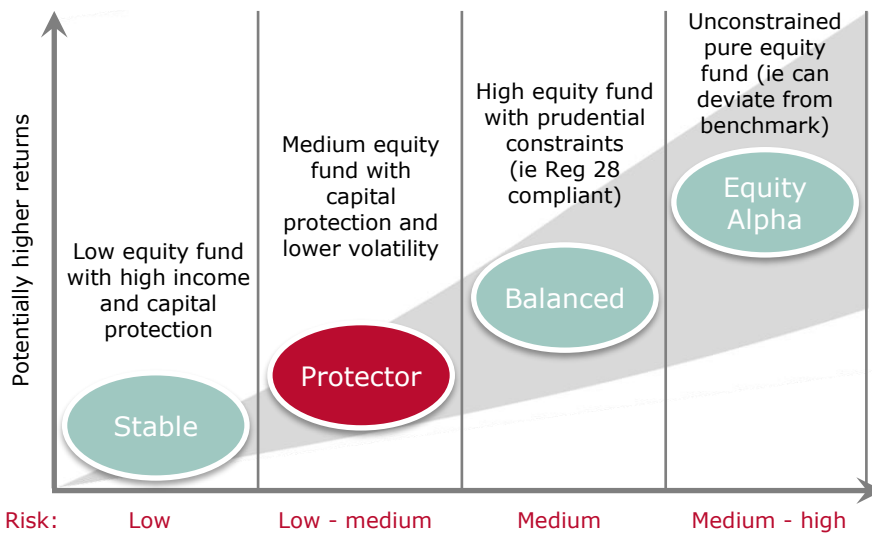 Potentially higher returns
Low equity fund
with high income
and capital
protection
Stable
Medium equity
fund with
capital
protection and
lower volatility
Protector
High equity fund
with prudential
constraints
(ie Reg 28
compliant)
Balanced
Unconstrained
pure equity
fund (ie can
deviate from
benchmark)
Equity
Alpha
Risk: Low Low - medium Medium Medium - high